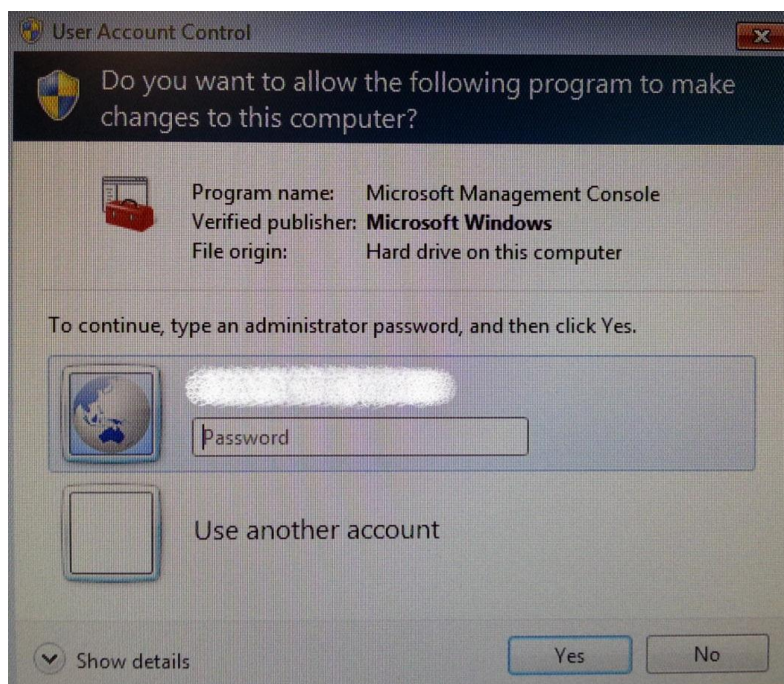 User Account Control
Do you want to allow the following program to make
changes to this computer?
Program name: Microsoft Management Console
Verified publisher: Microsoft Windows
File origin: Hard drive on this computer
To continue, type an administrator password, and then click Yes.
Password
Use another account
Show details
Yes
No